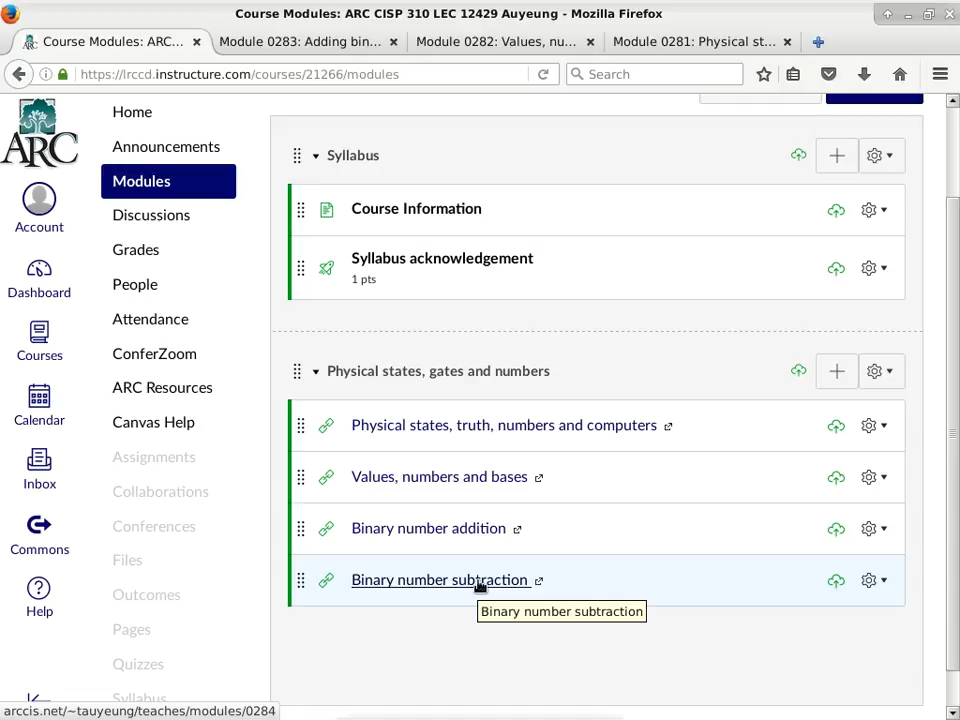 Course Modules: ARC CISP 310 LEC 12429 Auyeung - Mozilla Firefox
Course Modules: ARC...
Module 0283: Adding bin...
Module 0282: Values, nu...
Module 0281: Physical st...
https://lrccd.instructure.com/courses/21266/modules
Search
ARC
Account
Dashboard
Courses
Calendar
Inbox
Commons
Help
Home
Announcements
Modules
Discussions
Grades
People
Attendance
ConferZoom
ARC Resources
Canvas Help
Assignments
Collaborations
Conferences
Files
Outcomes
Pages
Quizzes
Syllabus
Syllabus
Course Information
Syllabus acknowledgement
1 pts
Physical states, gates and numbers
Physical states, truth, numbers and computers
Values, numbers and bases
Binary number addition
Binary number subtraction
Binary number subtraction
arccis.net/~tauyeung/teaches/modules/0284